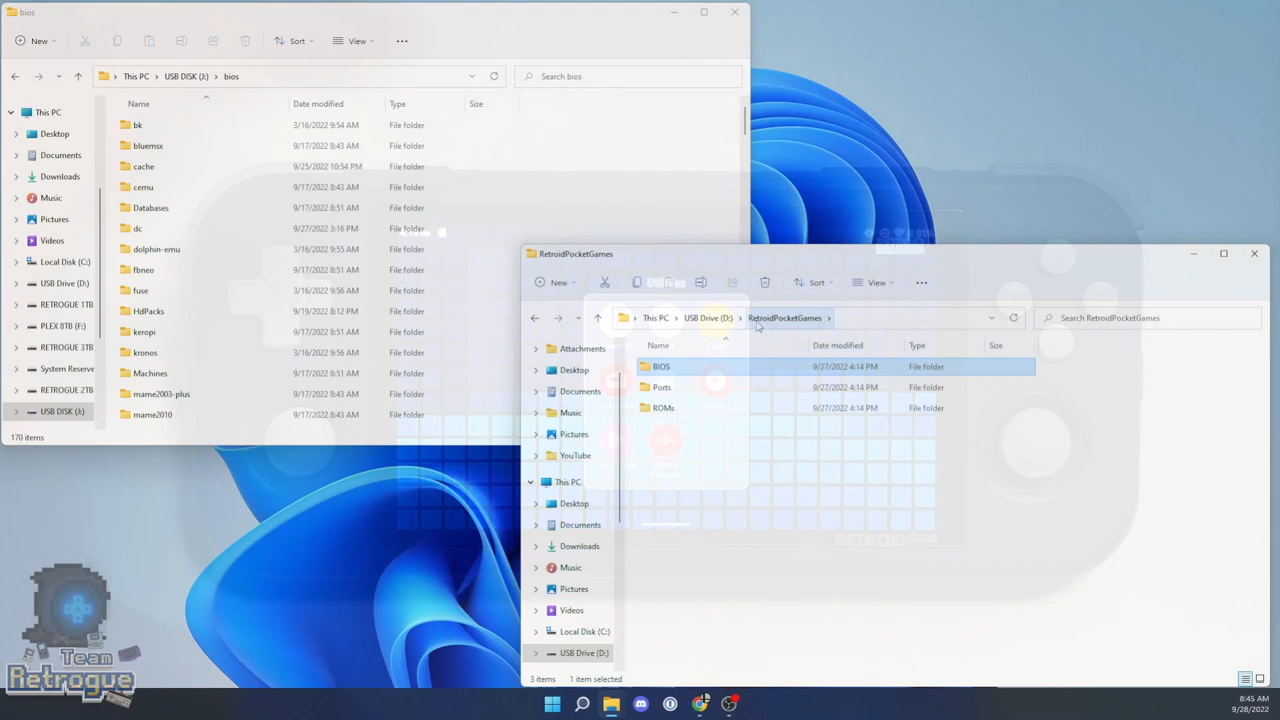 bios
New
Sort
View
This PC
USB DISK (J:)
bios
Search bios
Name
Date modified
Type
Size
This PC
Desktop
Documents
Downloads
Music
Pictures
Videos
Local Disk (C:)
USB Drive (D:)
RETROGUE 1TB
PLEX 8TB (F:)
RETROGUE 3TB
System Reserve
RETROGUE 2TB
USB DISK (J:)
bk 3/16/2022 9:54 AM File folder
bluemsx 9/17/2022 8:43 AM File folder
cache 9/25/2022 10:54 PM File folder
cemu 9/17/2022 8:43 AM File folder
Databases 9/17/2022 8:51 AM File folder
dc 9/27/2022 3:16 PM File folder
dolphin-emu 3/16/2022 9:55 AM File folder
fbneo 9/17/2022 8:51 AM File folder
fuse 3/16/2022 9:56 AM File folder
HdPacks 9/19/2022 8:12 PM File folder
keropi 9/17/2022 8:43 AM File folder
kronos 9/17/2022 8:43 AM File folder
Machines 9/17/2022 8:51 AM File folder
mame2003-plus 9/17/2022 8:43 AM File folder
mame2010 9/17/2022 8:43 AM File folder
170 items
RetroidPocketGames
New
Sort
View
This PC
USB Drive (D:)
RetroidPocketGames
Search RetroidPocketGames
Name
Date modified
Type
Size
Attachments
Desktop
Documents
Music
Pictures
YouTube
This PC
Desktop
Documents
Downloads
Music
Pictures
Videos
Local Disk (C:)
USB Drive (D:)
BIOS 9/27/2022 4:14 PM File folder
Ports 9/27/2022 4:14 PM File folder
ROMs 9/27/2022 4:14 PM File folder
3 items
1 item selected
RETROID
Team
Retrogue
8:45 AM
9/28/2022